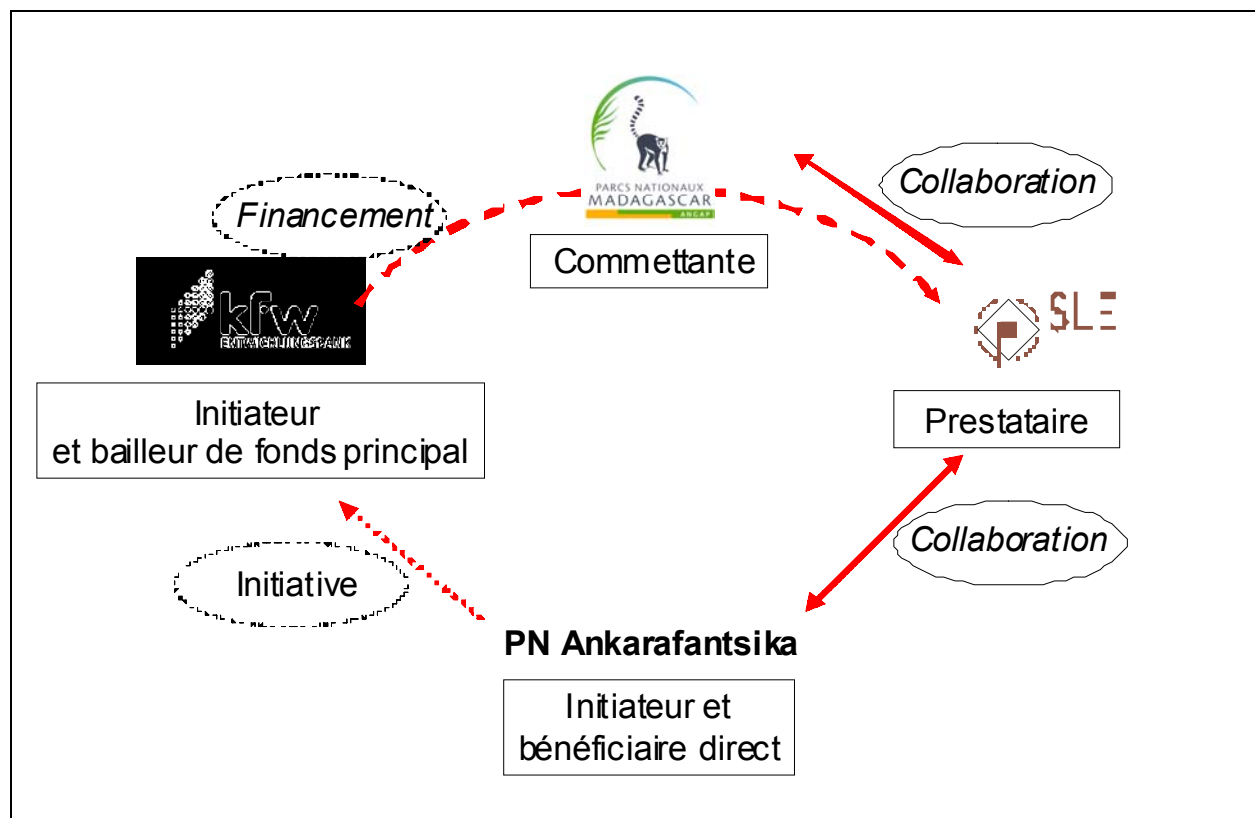 PARCS NATIONAUX
MADAGASCAR
ANGAP
Commettante
Collaboration
Financement
kfw
ENTWICKLUNGSBANK
SLE
Initiateur
et bailleur de fonds principal
Prestataire
Collaboration
Initiative
PN Ankarafantsika
Initiateur et
bénéficiaire direct